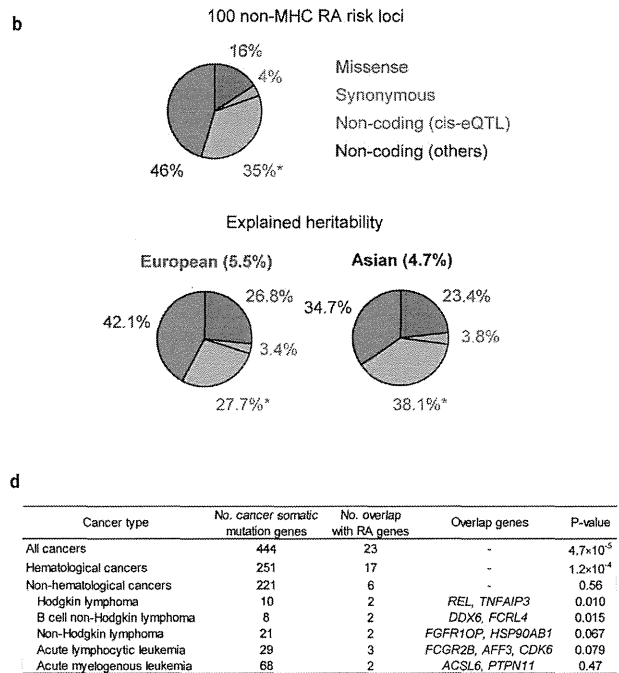 b
100 non-MHC RA risk loci
16%
4%
35%*
46%
Missense
Synonymous
Non-coding (cis-eQTL)
Non-coding (others)
Explained heritability
European (5.5%)
Asian (4.7%)
26.8%
3.4%
27.7%*
42.1%
23.4%
3.8%
38.1%*
34.7%
d
Cancer type No. cancer somatic mutation genes No. overlap with RA genes Overlap genes P-value
All cancers 444 23 - 4.7×10-5
Hematological cancers 251 17 - 1.2×10-4
Non-hematological cancers 221 6 - 0.56
Hodgkin lymphoma 10 2 REL, TNFAIP3 0.010
B cell non-Hodgkin lymphoma 8 2 DDX6, FCRL4 0.015
Non-Hodgkin lymphoma 21 2 FGFR1OP, HSP90AB1 0.067
Acute lymphocytic leukemia 29 3 FCGR2B, AFF3, CDK6 0.079
Acute myelogenous leukemia 68 2 ACSL6, PTPN11 0.47